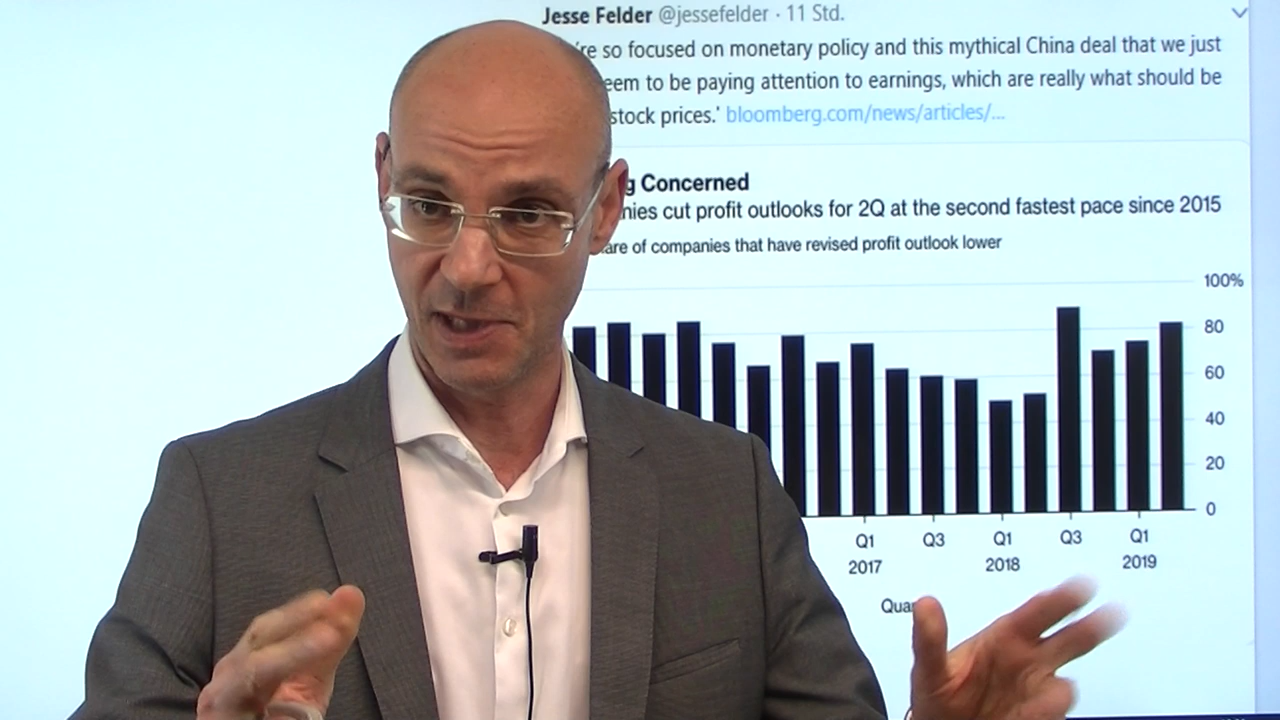 Jesse Felder @jessefelder · 11 Std.
're so focused on monetary policy and this mythical China deal that we just
eem to be paying attention to earnings, which are really what should be
stock prices.' bloomberg.com/news/articles/...
g Concerned
nies cut profit outlooks for 2Q at the second fastest pace since 2015
are of companies that have revised profit outlook lower
100%
80
60
40
20
0
Q1 Q3 Q1 Q3 Q1
2017 2018 2019
Qua